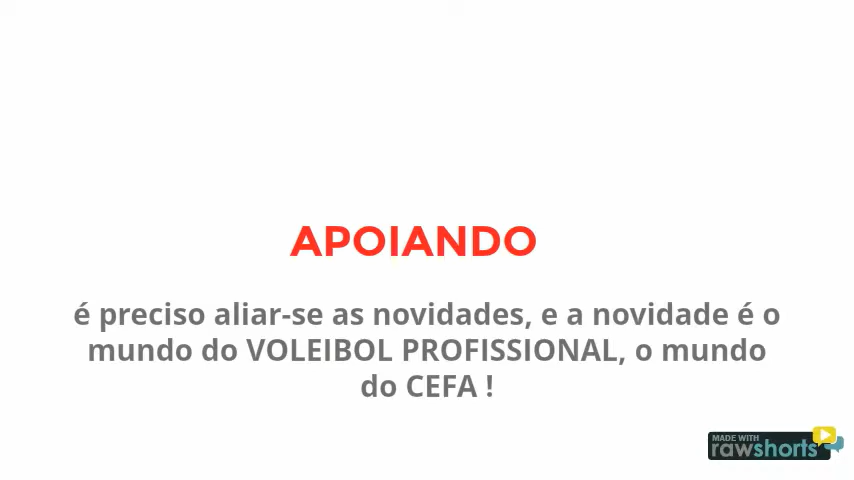 APOIANDO
é preciso aliar-se as novidades, e a novidade é o
mundo do VOLEIBOL PROFISSIONAL, o mundo
do CEFA !
MADE WITH
rawshorts